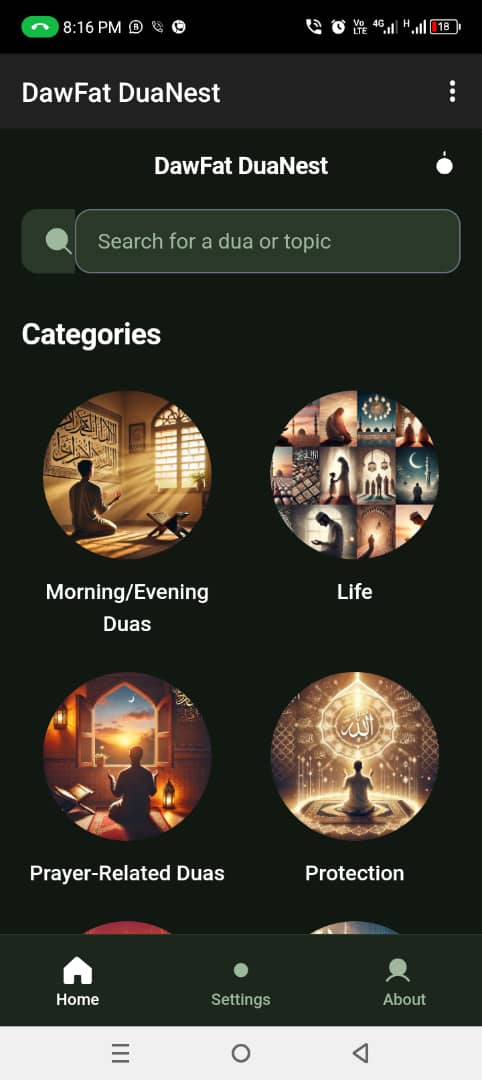 8:16 PM
Vo LTE 4G H 18
DawFat DuaNest
DawFat DuaNest
Search for a dua or topic
Categories
Morning/Evening
Duas
Life
Prayer-Related Duas
Protection
الله
Home
Settings
About